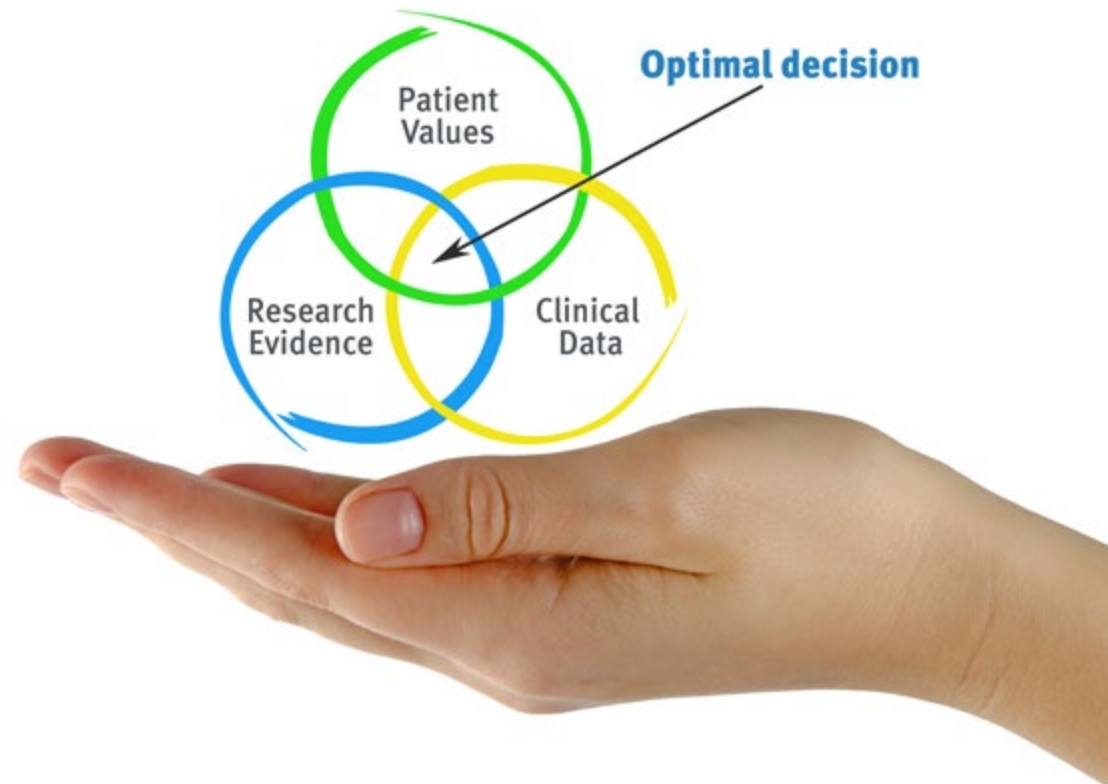 Optimal decision
Patient
Values
Research
Evidence
Clinical
Data